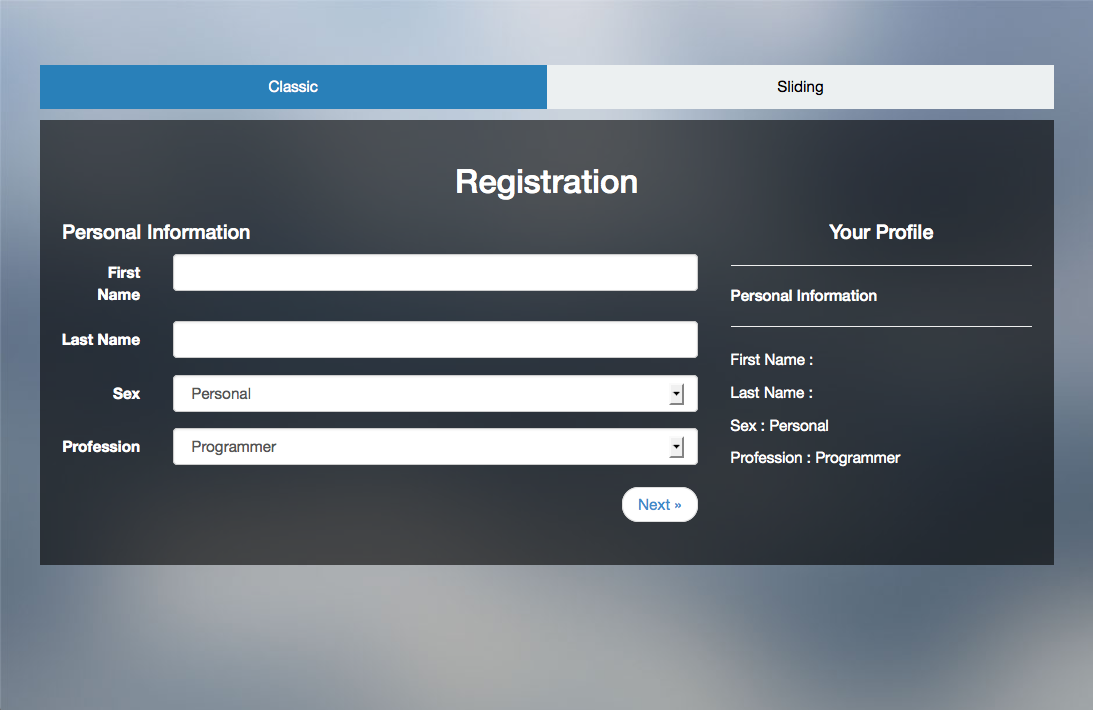 Classic
Sliding
Registration
Personal Information
First
Name
Last Name
Sex
Personal
Profession
Programmer
Next »
Your Profile
Personal Information
First Name :
Last Name :
Sex : Personal
Profession : Programmer